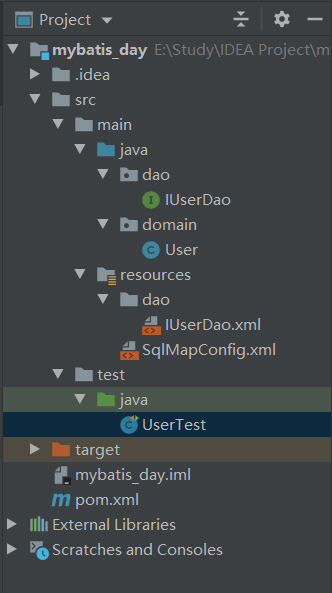 Project
mybatis_day E:\Study\IDEA Project\m
.idea
src
main
java
dao
IUserDao
domain
User
resources
dao
IUserDao.xml
SqlMapConfig.xml
test
java
UserTest
target
mybatis_day.iml
pom.xml
External Libraries
Scratches and Consoles